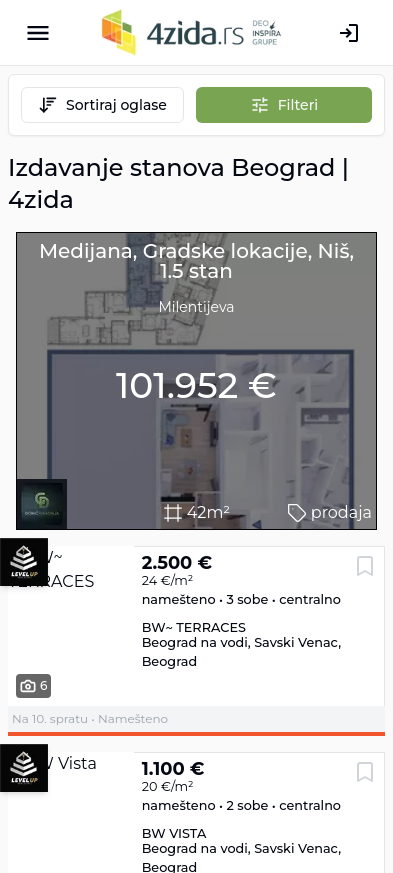 4zida.rs DEO INSPIRA GRUPE
Sortiraj oglase Filteri
Izdavanje stanova Beograd |
4zida
Medijana, Gradske lokacije, Niš,
1.5 stan
Milentijeva
101.952 €
42m² prodaja
LEVEL UP
TERRACES
2.500 €
24 €/m²
namešteno • 3 sobe • centralno
BW~ TERRACES
Beograd na vodi, Savski Venac,
Beograd
6
Na 10. spratu • Namešteno
LEVEL UP
Vista
1.100 €
20 €/m²
namešteno • 2 sobe • centralno
BW VISTA
Beograd na vodi, Savski Venac,
Beograd